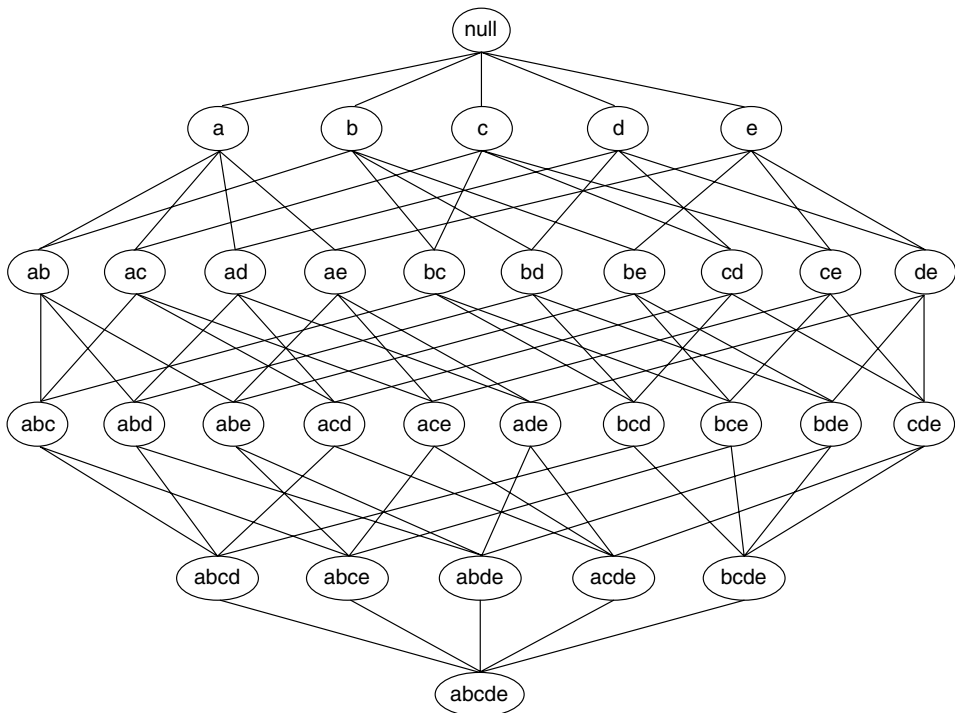 null
a b c d e
ab ac ad ae bc bd be cd ce de
abc abd abe acd ace ade bcd bce bde cde
abcd abce abde acde bcde
abcde